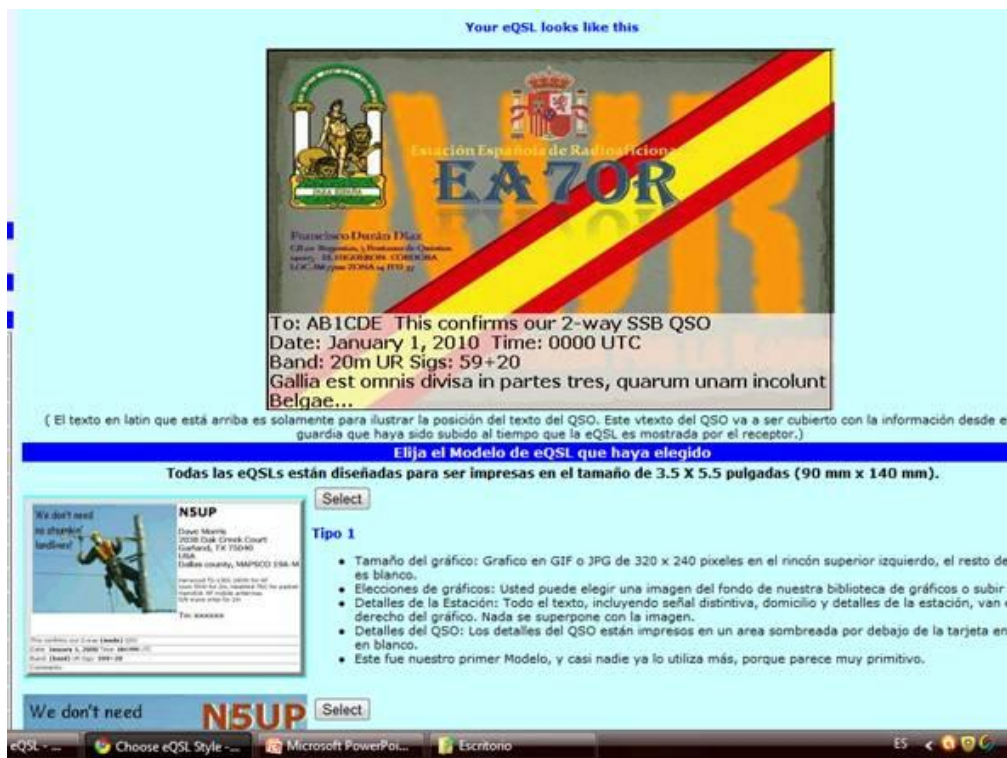 Your eQSL looks like this
Estación Española de Radioaficionado
EA7OR
PARA ESPAÑA
Francisco Durán Díaz
To: AB1CDE This confirms our 2-way SSB QSO
Date: January 1, 2010 Time: 0000 UTC
Band: 20m UR Sigs: 59+20
Gallia est omnis divisa in partes tres, quarum unam incolunt
Belgae...
( El texto en latin que está arriba es solamente para ilustrar la posición del texto del QSO. Este vtexto del QSO va a ser cubierto con la información desde e
guardia que haya sido subido al tiempo que la eQSL es mostrada por el receptor.)
Elija el Modelo de eQSL que haya elegido
Todas las eQSLs están diseñadas para ser impresas en el tamaño de 3.5 X 5.5 pulgadas (90 mm x 140 mm).
Select
We don't need
no stumkin'
landlines!
N5UP
Dave Morris
2038 Oak Creek Court
Garland, TX 75040
USA
Dallas county, MAPSCO 19A-M
Tipo 1
• Tamaño del gráfico: Grafico en GIF o JPG de 320 x 240 pixeles en el rincón superior izquierdo, el resto de
es blanco.
• Elecciones de gráficos: Usted puede elegir una imagen del fondo de nuestra biblioteca de gráficos o subir
• Detalles de la Estación: Todo el texto, incluyendo señal distintiva, domicilio y detalles de la estación, van
derecho del gráfico. Nada se superpone con la imagen.
• Detalles del QSO: Los detalles del QSO están impresos en un area sombreada por debajo de la tarjeta en
en blanco.
• Este fue nuestro primer Modelo, y casi nadie ya lo utiliza más, porque parece muy primitivo.
We don't need
N5UP
Select
eQSL - ...
Choose eQSL Style -...
Microsoft PowerPoi...
Escritorio
ES